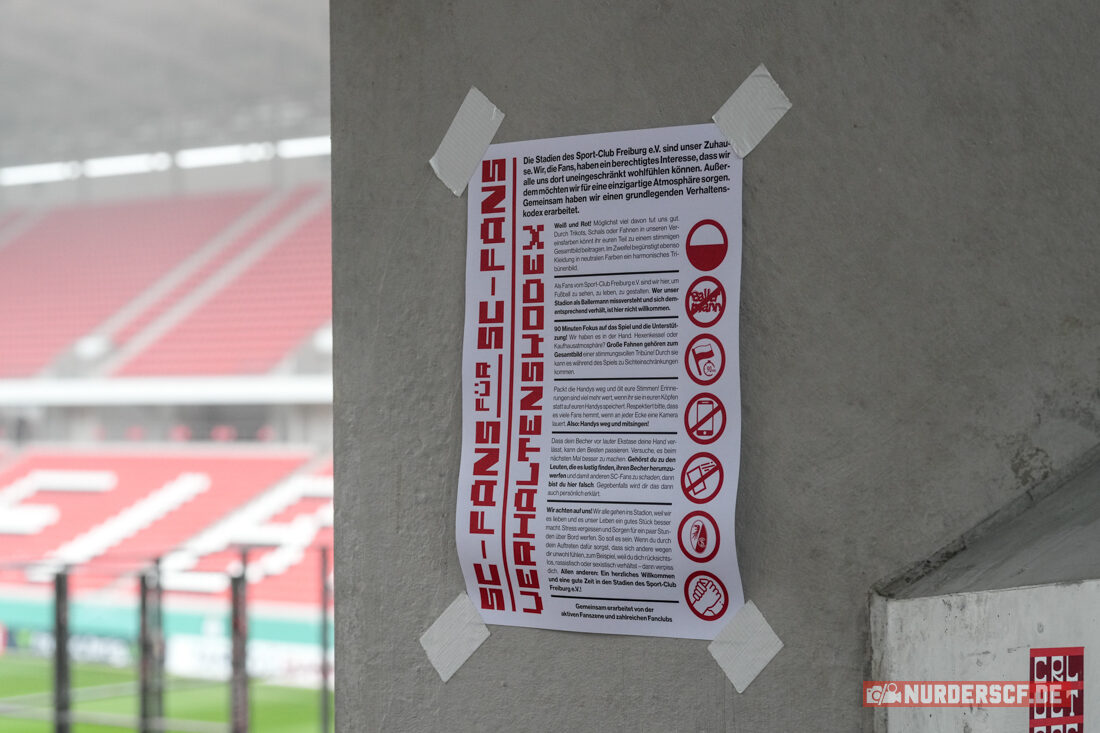 SC-FANS FÜR SC-FANS
VERHALTENSKODEX
Die Stadien des Sport-Club Freiburg e.V. sind unser Zuhau-
se. Wir, die Fans, haben ein berechtigtes Interesse, dass wir
alle uns dort uneingeschränkt wohlfühlen können. Außer-
dem möchten wir für eine einzigartige Atmosphäre sorgen.
Gemeinsam haben wir einen grundlegenden Verhaltens-
kodex erarbeitet.
Weiß und Rot! Möglichst viel davon tut uns gut.
Durch Trikots, Schals oder Fahnen in unseren Ver-
einsfarben könnt ihr euren Teil zu einem stimmigen
Gesamtbild beitragen. Im Zweifel begünstigt ebenso
Kleidung in neutralen Farben ein harmonisches Tri-
bünenbild.
Als Fans vom Sport-Club Freiburg e.V. sind wir hier, um
Fußball zu sehen, zu leben, zu gestalten. Wer unser
Stadion als Ballermann missversteht und sich dem-
entsprechend verhält, ist hier nicht willkommen.
Baller
mann
90 Minuten Fokus auf das Spiel und die Unterstüt-
zung! Wir haben es in der Hand. Hexenkessel oder
Kaufhausatmosphäre? Große Fahnen gehören zum
Gesamtbild einer stimmungsvollen Tribüne! Durch sie
kann es während des Spiels zu Sichteinschränkungen
kommen.
Packt die Handys weg und ölt eure Stimmen! Erinne-
rungen sind viel mehr wert, wenn ihr sie in euren Köpfen
statt auf euren Handys speichert. Respektiert bitte, dass
es viele Fans hemmt, wenn an jeder Ecke eine Kamera
lauert. Also: Handys weg und mitsingen!
Dass dein Becher vor lauter Ekstase deine Hand ver-
lässt, kann den Besten passieren. Versuche, es beim
nächsten Mal besser zu machen. Gehörst du zu den
Leuten, die es lustig finden, ihren Becher herumzu-
werfen und damit anderen SC-Fans zu schaden, dann
bist du hier falsch. Gegebenfalls wird dir das dann
auch persönlich erklärt.
Wir achten auf uns! Wir alle gehen ins Stadion, weil wir
es lieben und es unser Leben ein gutes Stück besser
macht. Stress vergessen und Sorgen für ein paar Stun-
den über Bord werfen. So soll es sein. Wenn du durch
dein Auftreten dafür sorgst, dass sich andere wegen
dir unwohl fühlen, zum Beispiel, weil du dich rücksichts-
los, rassistisch oder sexistisch verhältst – dann verpiss
dich. Allen anderen: Ein herzliches Willkommen
und eine gute Zeit in den Stadien des Sport-Club
Freiburg e.V.!
Gemeinsam erarbeitet von der
aktiven Fanszene und zahlreichen Fanclubs
NURDERSCF.DE